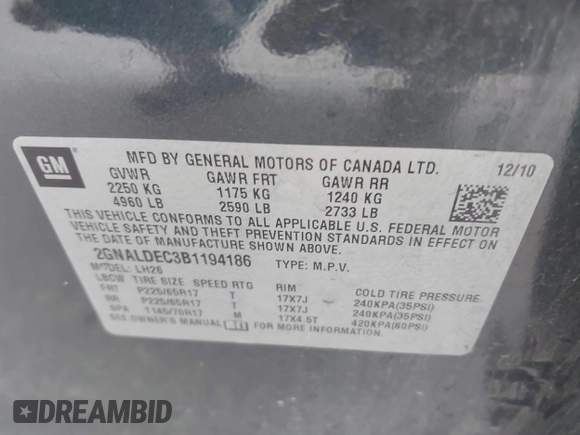 GM
MFD BY GENERAL MOTORS OF CANADA LTD. 12/10
GVWR GAWR FRT GAWR RR
2250 KG 1175 KG 1240 KG
4960 LB 2590 LB 2733 LB
THIS VEHICLE CONFORMS TO ALL APPLICABLE U.S. FEDERAL MOTOR
VEHICLE SAFETY AND THEFT PREVENTION STANDARDS IN EFFECT ON
THE DATE OF MANUFACTURE SHOWN ABOVE.
2GNALDEC3B1194186 TYPE: M.P.V.
MODEL: LH26
LBCW TIRE SIZE SPEED RTG RIM COLD TIRE PRESSURE
FRT P225/65R17 T 17X7J 240KPA(35PSI)
RR P225/65R17 T 17X7J 240KPA(35PSI)
SPA T145/70R17 M 17X4.5T 420KPA(60PSI)
SEE OWNER'S MANUAL
DREAMBID